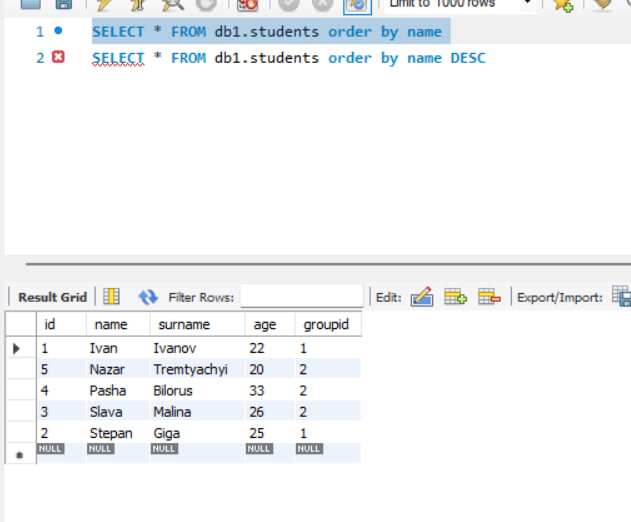 Limit to 1000 rows
1 SELECT * FROM db1.students order by name
2 SELECT * FROM db1.students order by name DESC
Result Grid Filter Rows: Edit: Export/Import:
id name surname age groupid
1 Ivan Ivanov 22 1
5 Nazar Tremtyachyi 20 2
4 Pasha Bilorus 33 2
3 Slava Malina 26 2
2 Stepan Giga 25 1
NULL NULL NULL NULL NULL